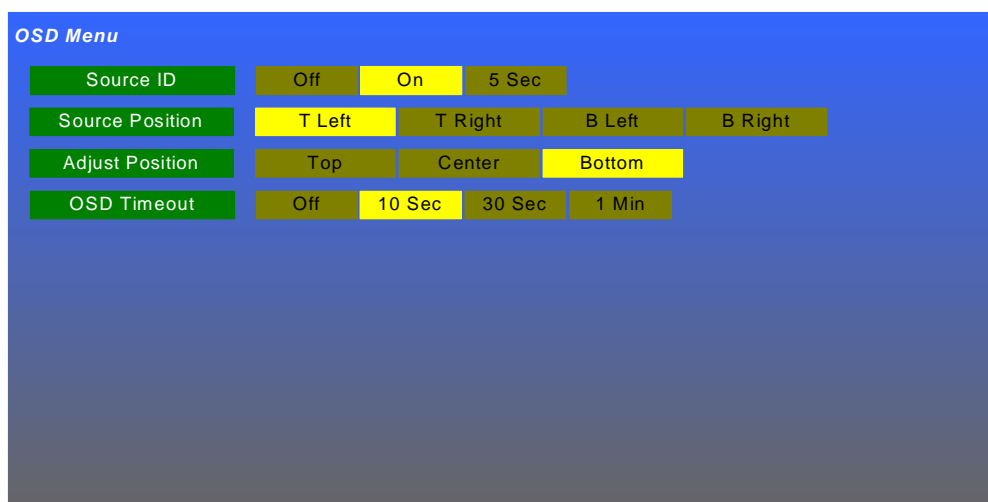 OSD Menu
Source ID Off On 5 Sec
Source Position T Left T Right B Left B Right
Adjust Position Top Center Bottom
OSD Timeout Off 10 Sec 30 Sec 1 Min